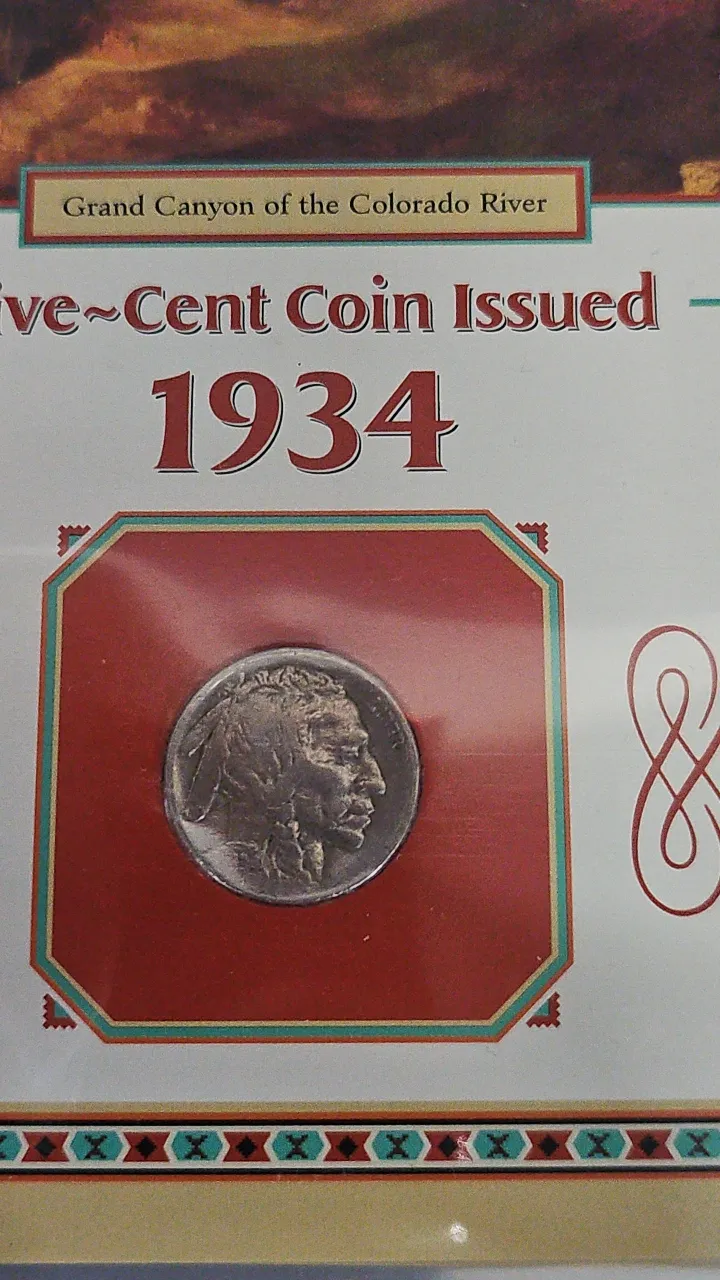 Grand Canyon of the Colorado River
ive~Cent Coin Issued
1934